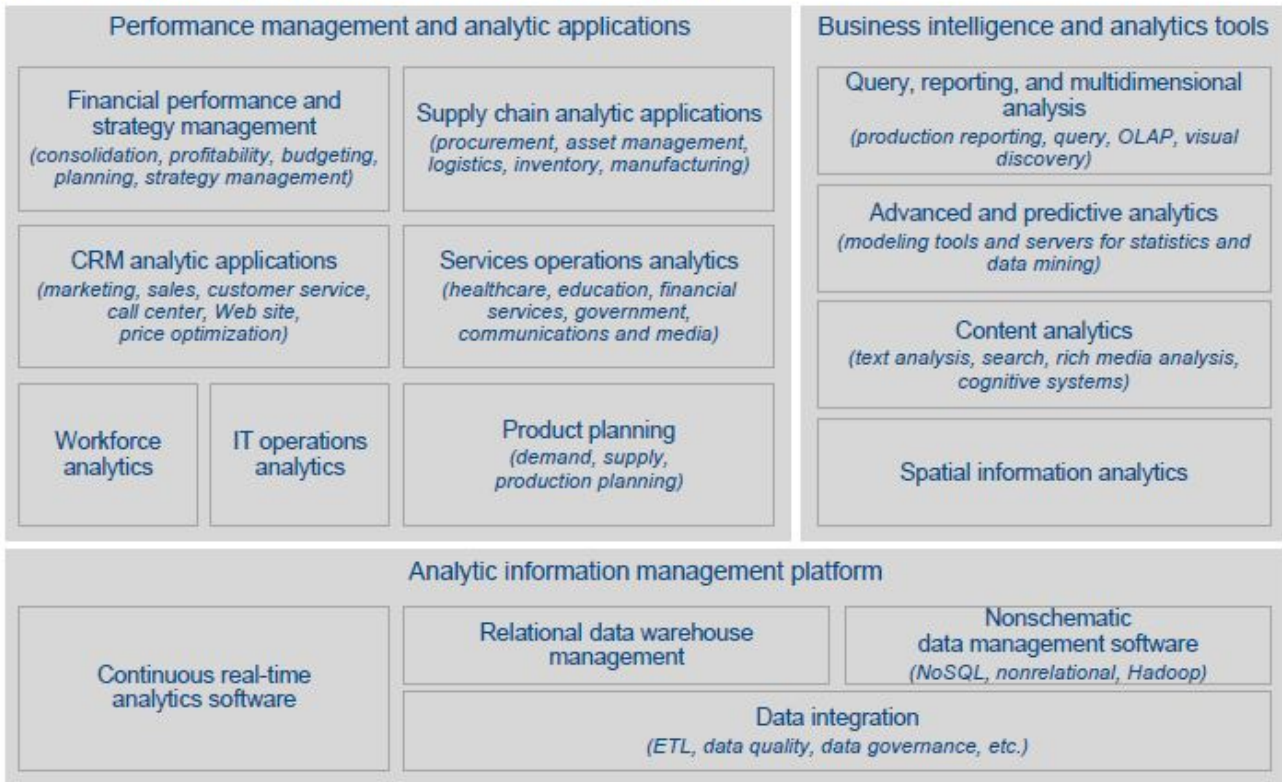 Performance management and analytic applications
Financial performance and
strategy management
(consolidation, profitability, budgeting,
planning, strategy management)
Supply chain analytic applications
(procurement, asset management,
logistics, inventory, manufacturing)
CRM analytic applications
(marketing, sales, customer service,
call center, Web site,
price optimization)
Services operations analytics
(healthcare, education, financial
services, government,
communications and media)
Workforce
analytics
IT operations
analytics
Product planning
(demand, supply,
production planning)
Business intelligence and analytics tools
Query, reporting, and multidimensional
analysis
(production reporting, query, OLAP, visual
discovery)
Advanced and predictive analytics
(modeling tools and servers for statistics and
data mining)
Content analytics
(text analysis, search, rich media analysis,
cognitive systems)
Spatial information analytics
Analytic information management platform
Continuous real-time
analytics software
Relational data warehouse
management
Nonschematic
data management software
(NoSQL, nonrelational, Hadoop)
Data integration
(ETL, data quality, data governance, etc.)